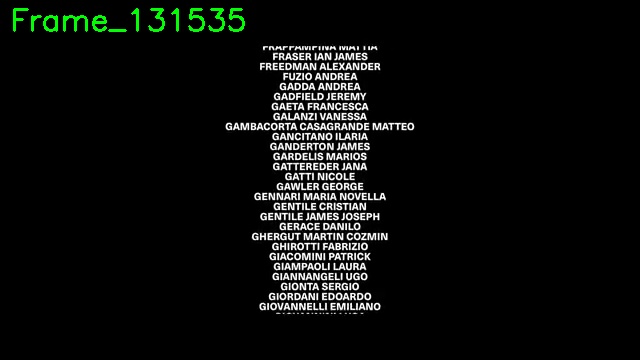 Frame_131535
FRAPPAMPINA MATTIA
FRASER IAN JAMES
FREEDMAN ALEXANDER
FUZIO ANDREA
GADDA ANDREA
GADFIELD JEREMY
GAETA FRANCESCA
GALANZI VANESSA
GAMBACORTA CASAGRANDE MATTEO
GANCITANO ILARIA
GANDERTON JAMES
GARDELIS MARIOS
GATTEREDER JANA
GATTI NICOLE
GAWLER GEORGE
GENNARI MARIA NOVELLA
GENTILE CRISTIAN
GENTILE JAMES JOSEPH
GERACE DANILO
GHERGUT MARTIN COZMIN
GHIROTTI FABRIZIO
GIACOMINI PATRICK
GIAMPAOLI LAURA
GIANNANGELI UGO
GIONTA SERGIO
GIORDANI EDOARDO
GIOVANNELLI EMILIANO